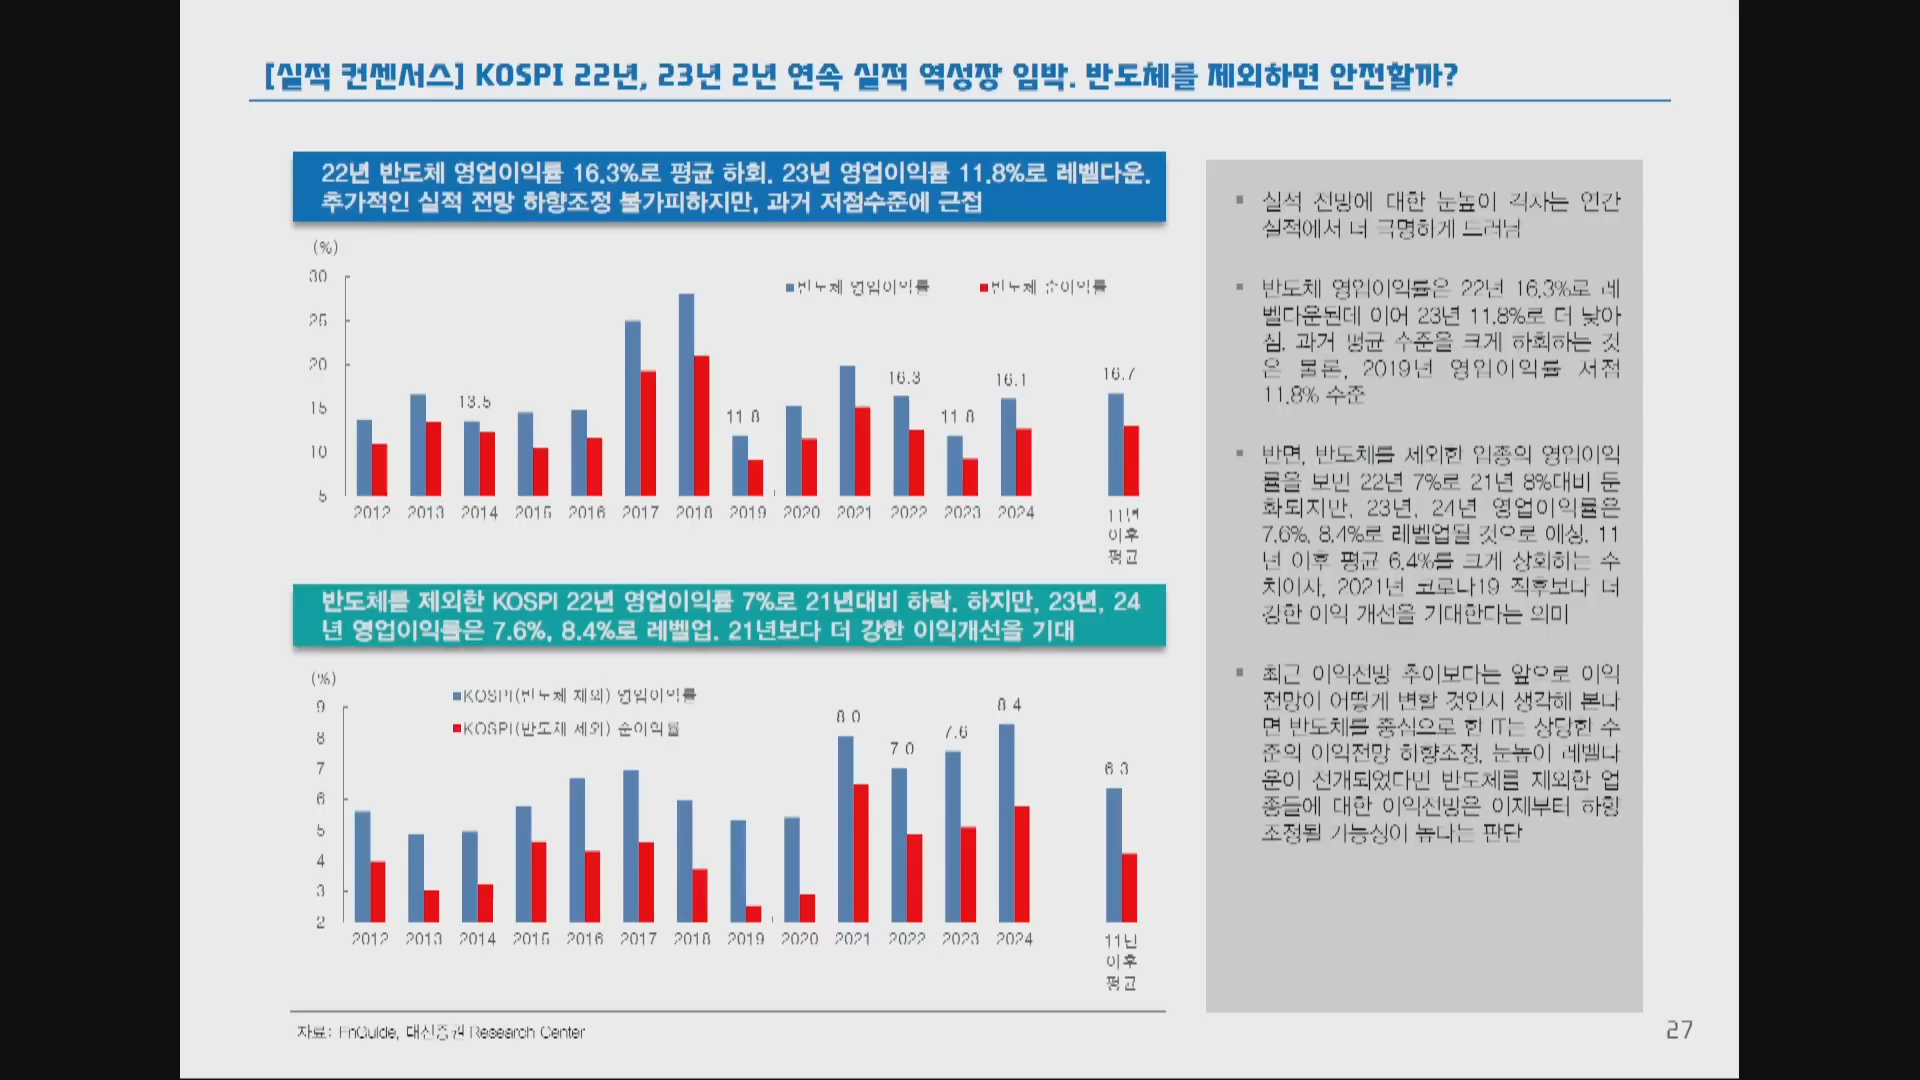 [실적 컨센서스] KOSPI 22년, 23년 2년 연속 실적 역성장 임박. 반도체를 제외하면 안전할까?
22년 반도체 영업이익률 16.3%로 평균 하회. 23년 영업이익률 11.8%로 레벨다운.
추가적인 실적 전망 하향조정 불가피하지만, 과거 저점수준에 근접
(%)
반도체 영업이익률 반도체 순이익률
30
25
20
15
10
5
13.5
11.8
16.3
11.8
16.1
16.7
2012 2013 2014 2015 2016 2017 2018 2019 2020 2021 2022 2023 2024 11년
이후
평균
반도체를 제외한 KOSPI 22년 영업이익률 7%로 21년대비 하락. 하지만, 23년, 24
년 영업이익률은 7.6%, 8.4%로 레벨업. 21년보다 더 강한 이익개선을 기대
(%)
KOSPI(반도체 제외) 영업이익률
KOSPI(반도체 제외) 순이익률
9
8
7
6
5
4
3
2
8.0
7.0
7.6
8.4
6.3
2012 2013 2014 2015 2016 2017 2018 2019 2020 2021 2022 2023 2024 11년
이후
평균
자료: FnGuide, 대신증권 Research Center
실적 전망에 대한 눈높이 격차는 연간
실적에서 더 극명하게 드러남
반도체 영업이익률은 22년 16.3%로 레
벨다운된데 이어 23년 11.8%로 더 낮아
짐. 과거 평균 수준을 크게 하회하는 것
은 물론, 2019년 영업이익률 저점
11.8% 수준
반면, 반도체를 제외한 업종의 영업이익
률을 보면 22년 7%로 21년 8%대비 둔
화되지만, 23년, 24년 영업이익률은
7.6%, 8.4%로 레벨업될 것으로 예상. 11
년 이후 평균 6.4%를 크게 상회하는 수
치이자, 2021년 코로나19 직후보다 더
강한 이익 개선을 기대한다는 의미
최근 이익전망 추이보다는 앞으로 이익
전망이 어떻게 변할 것인지 생각해 본다
면 반도체를 중심으로 한 IT는 상당한 수
준의 이익전망 하향조정, 눈높이 레벨다
운이 전개되었다면 반도체를 제외한 업
종들에 대한 이익전망은 이제부터 하향
조정될 가능성이 높다는 판단
27